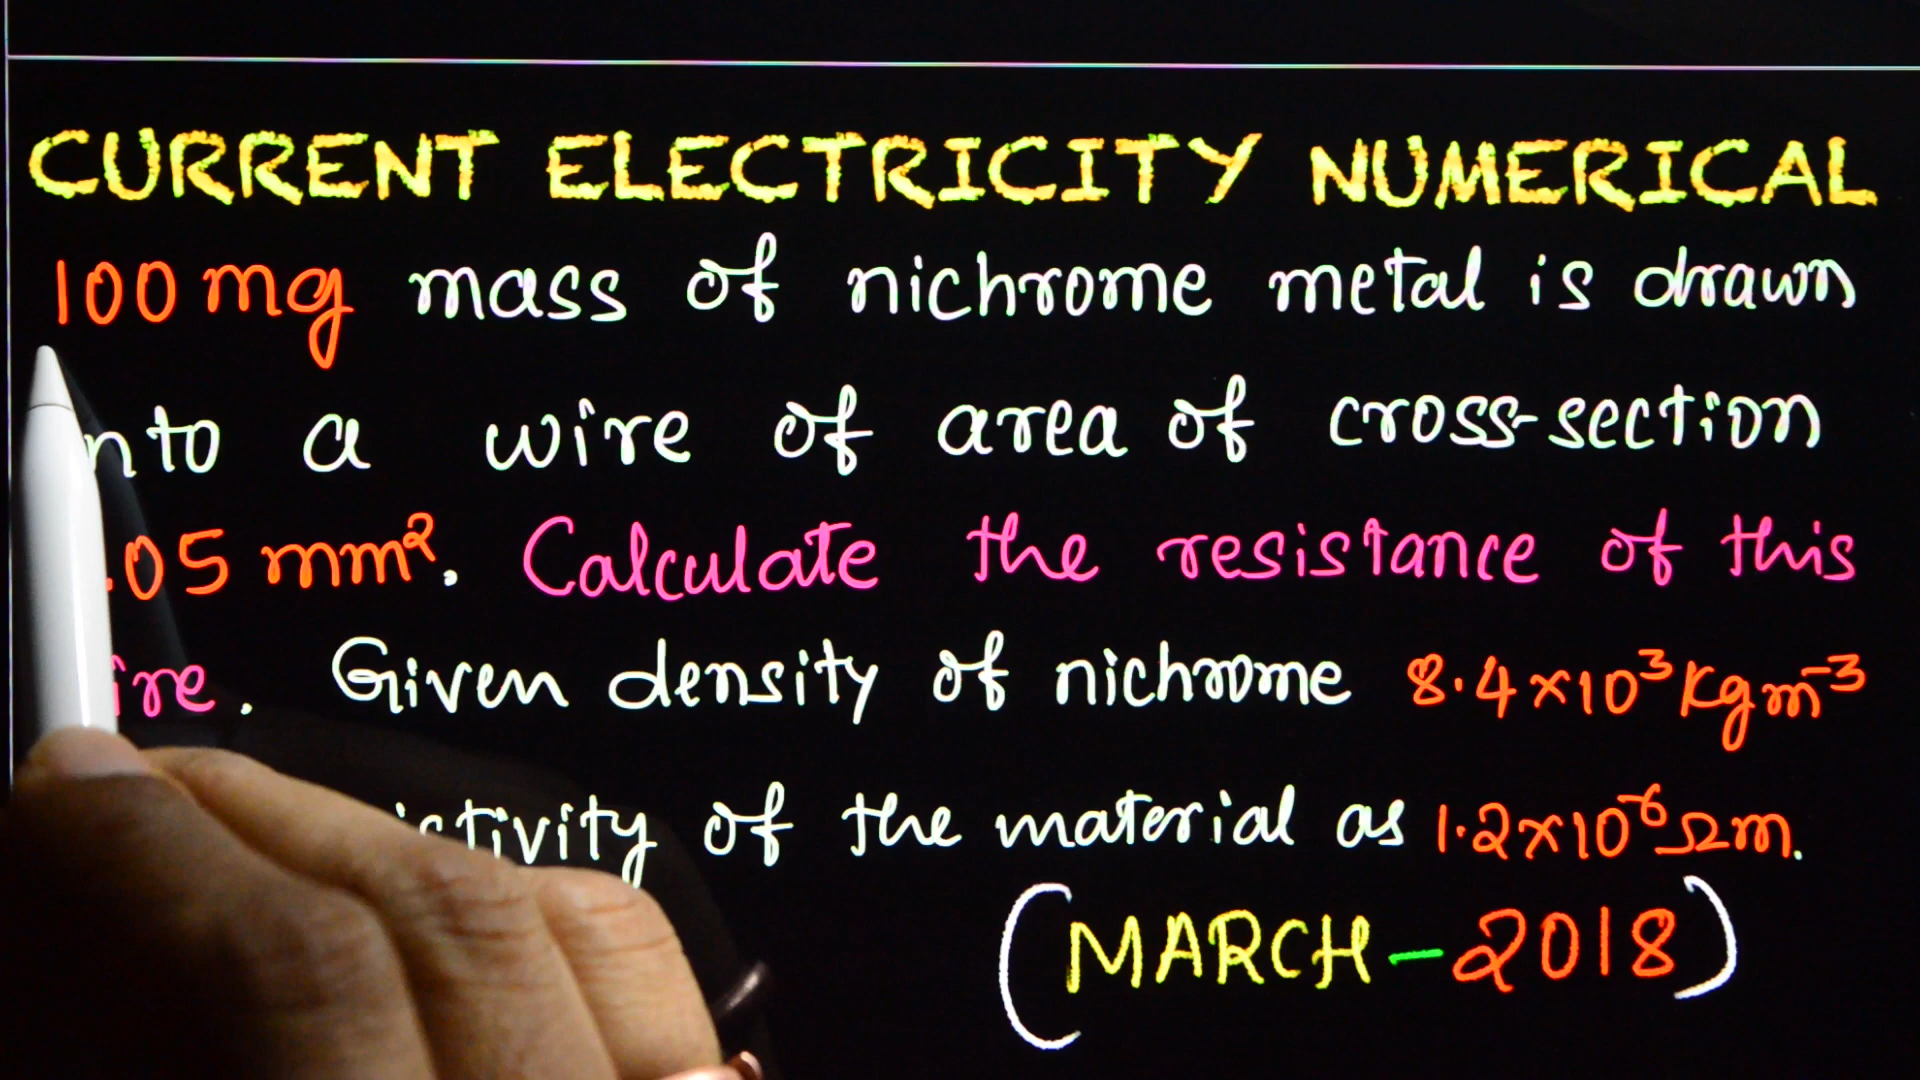 CURRENT ELECTRICITY NUMERICAL
100 mg mass of nichrome metal is drawn
nto a wire of area of cross-section
.05 mm². Calculate the resistance of this
ire. Given density of nichrome 8.4×10³ Kgm⁻³
ctivity of the material as 1.2×10⁻⁶ Ωm.
(MARCH-2018)